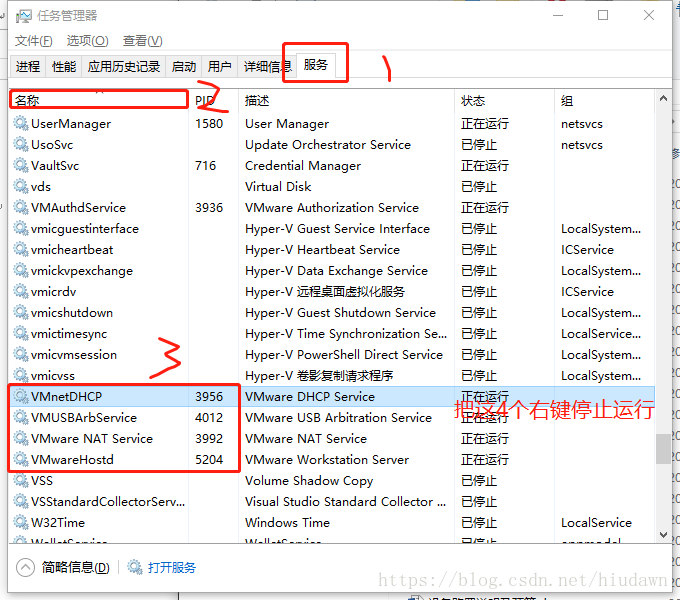 任务管理器
文件(F) 选项(O) 查看(V)
进程 性能 应用历史记录 启动 用户 详细信息 服务 1
名称 PID 描述 状态 组
2
UserManager 1580 User Manager 正在运行 netsvcs
UsoSvc Update Orchestrator Service 已停止 netsvcs
VaultSvc 716 Credential Manager 正在运行
vds Virtual Disk 已停止
VMAuthdService 3936 VMware Authorization Service 正在运行
vmicguestinterface Hyper-V Guest Service Interface 已停止 LocalSystem...
vmicheartbeat Hyper-V Heartbeat Service 已停止 ICService
vmickvpexchange Hyper-V Data Exchange Service 已停止 LocalSystem...
vmicrdv Hyper-V 远程桌面虚拟化服务 已停止 ICService
vmicshutdown Hyper-V Guest Shutdown Service 已停止 LocalSystem...
vmictimesync Hyper-V Time Synchronization Se... 已停止 LocalService...
vmicvmsession Hyper-V PowerShell Direct Service 已停止 LocalSystem...
3
vmicvss Hyper-V 卷影复制请求程序 已停止 LocalSystem...
VMnetDHCP 3956 VMware DHCP Service 正在运行
把这4个右键停止运行
VMUSBArbService 4012 VMware USB Arbitration Service 正在运行
VMware NAT Service 3992 VMware NAT Service 正在运行
VMwareHostd 5204 VMware Workstation Server 正在运行
VSS Volume Shadow Copy 已停止
VSStandardCollectorServ... Visual Studio Standard Collector ... 已停止
W32Time Windows Time 已停止 LocalService
WalletService WalletService 已停止 appmodel
简略信息(D) 打开服务
https://blog.csdn.net/hiudawn